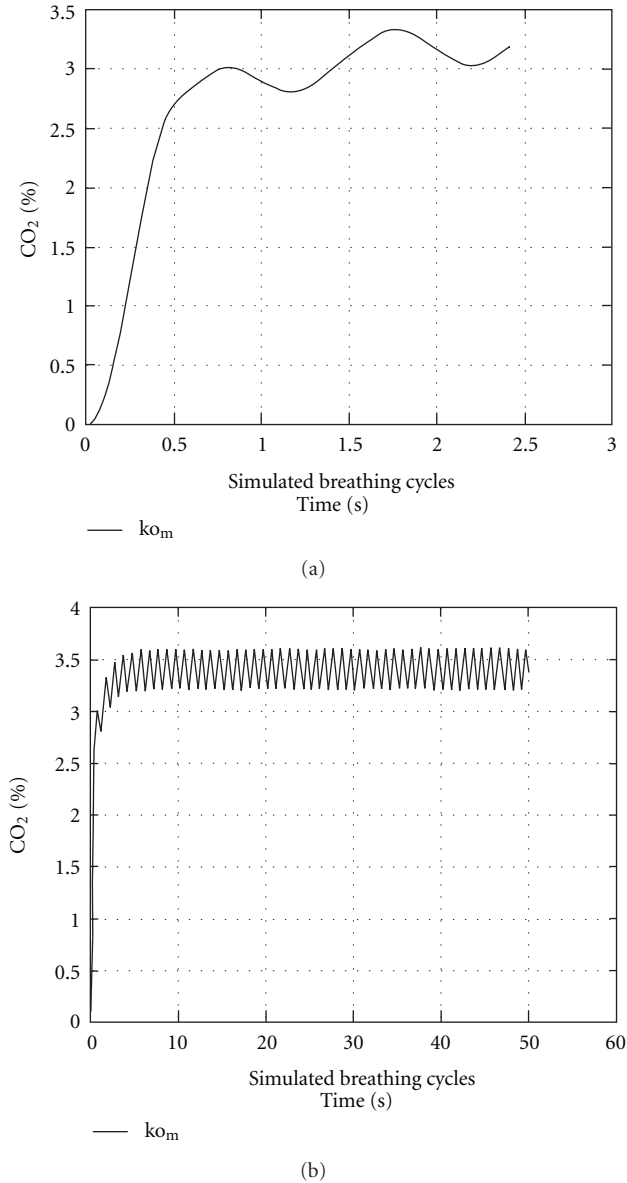 3.5
3
2.5
2
1.5
1
0.5
0
CO₂ (%)
0 0.5 1 1.5 2 2.5 3
Simulated breathing cycles
Time (s)
koₘ
(a)
4
3.5
3
2.5
2
1.5
1
0.5
0
CO₂ (%)
0 10 20 30 40 50 60
Simulated breathing cycles
Time (s)
koₘ
(b)